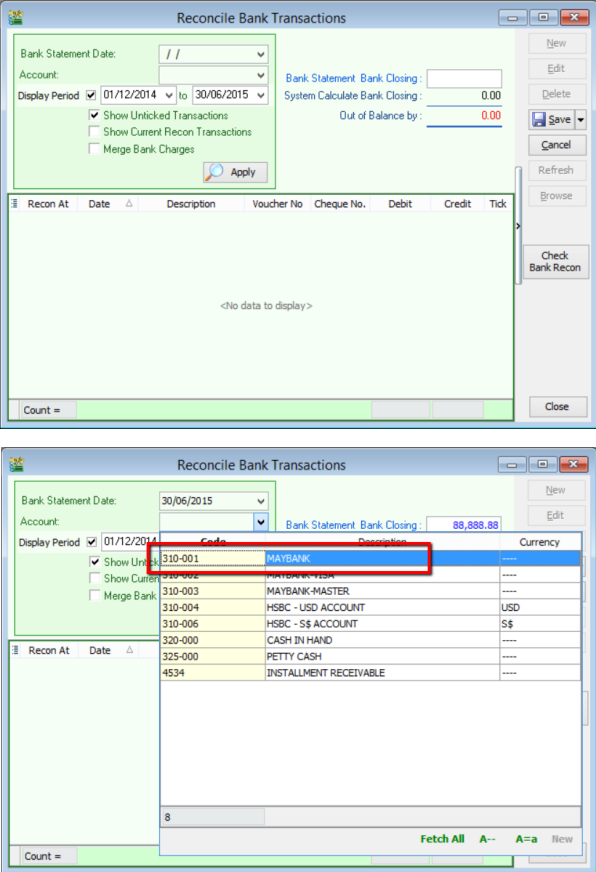 Reconcile Bank Transactions
Bank Statement Date: / /
Account:
Display Period 01/12/2014 to 30/06/2015
Show Unticked Transactions
Show Current Recon Transactions
Merge Bank Charges
Apply
Bank Statement Bank Closing :
System Calculate Bank Closing : 0.00
Out of Balance by : 0.00
New
Edit
Delete
Save
Cancel
Refresh
Browse
Check
Bank Recon
Recon At Date Description Voucher No Cheque No. Debit Credit Tick
<No data to display>
Count =
Close
Reconcile Bank Transactions
Bank Statement Date: 30/06/2015
Account:
Bank Statement Bank Closing : 88,888.88
Display Period 01/12/2014
Show Untick
Show Curren
Merge Bank
New
Edit
Code Description Currency
310-001 MAYBANK ----
310-002 MAYBANK-VISA ----
310-003 MAYBANK-MASTER ----
310-004 HSBC - USD ACCOUNT USD
310-006 HSBC - S$ ACCOUNT S$
320-000 CASH IN HAND ----
325-000 PETTY CASH ----
4534 INSTALLMENT RECEIVABLE ----
8
Fetch All A-- A=a New
Recon At Date
Count =